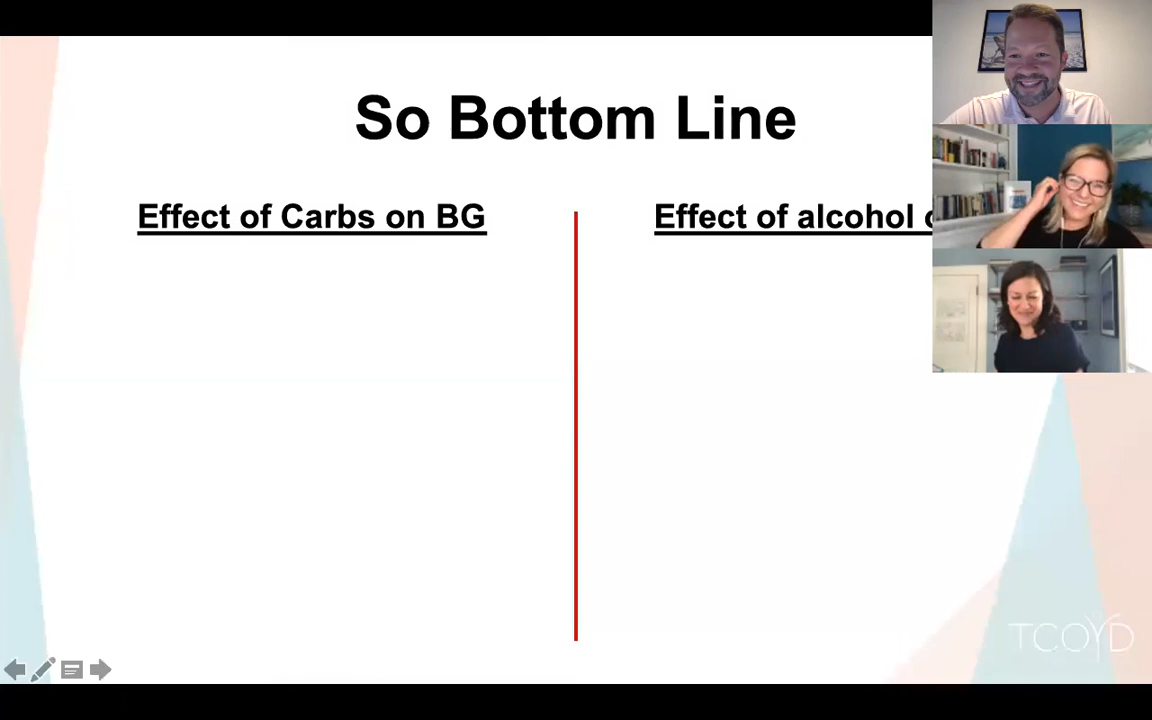 So Bottom Line
Effect of Carbs on BG
Effect of alcohol
TCOYD